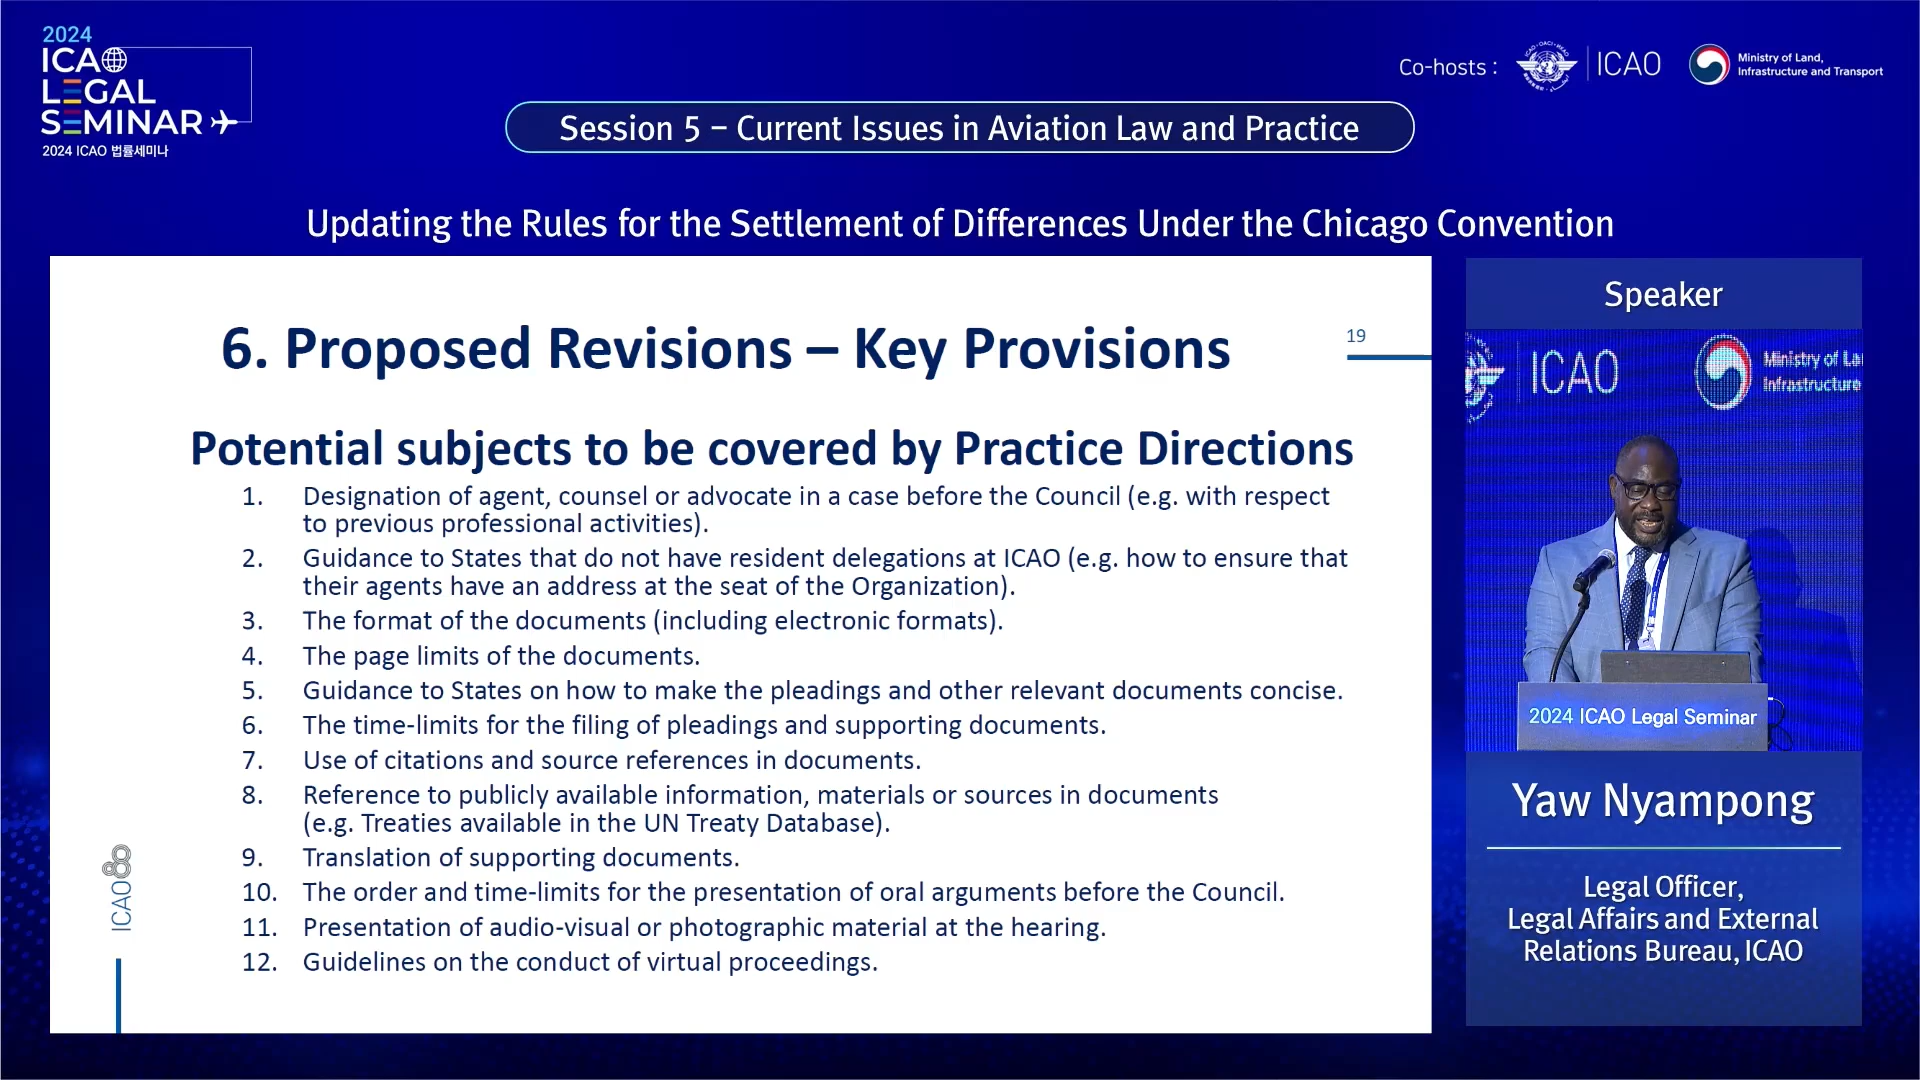 2024
ICAO
LEGAL
SEMINAR
2024 ICAO 법률세미나
Co-hosts :
ICAO
Ministry of Land,
Infrastructure and Transport
Session 5 – Current Issues in Aviation Law and Practice
Updating the Rules for the Settlement of Differences Under the Chicago Convention
6. Proposed Revisions – Key Provisions
19
Potential subjects to be covered by Practice Directions
1. Designation of agent, counsel or advocate in a case before the Council (e.g. with respect
to previous professional activities).
2. Guidance to States that do not have resident delegations at ICAO (e.g. how to ensure that
their agents have an address at the seat of the Organization).
3. The format of the documents (including electronic formats).
4. The page limits of the documents.
5. Guidance to States on how to make the pleadings and other relevant documents concise.
6. The time-limits for the filing of pleadings and supporting documents.
7. Use of citations and source references in documents.
8. Reference to publicly available information, materials or sources in documents
(e.g. Treaties available in the UN Treaty Database).
9. Translation of supporting documents.
10. The order and time-limits for the presentation of oral arguments before the Council.
11. Presentation of audio-visual or photographic material at the hearing.
12. Guidelines on the conduct of virtual proceedings.
ICAO80
Speaker
ICAO
Ministry of La
Infrastructure
2024 ICAO Legal Seminar
Yaw Nyampong
Legal Officer,
Legal Affairs and External
Relations Bureau, ICAO